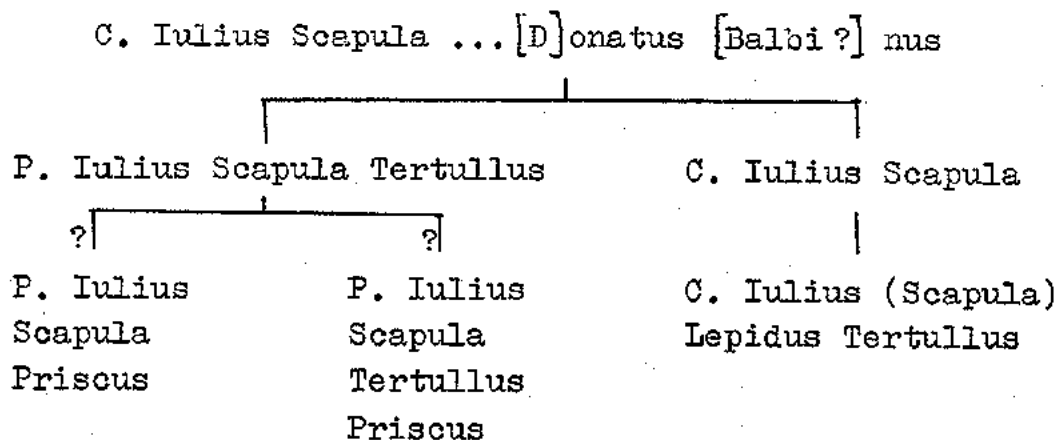 C. Iulius Scapula ... [D]onatus [Balbi ?] nus
P. Iulius Scapula Tertullus
C. Iulius Scapula
?
?
P. Iulius
Scapula
Priscus
P. Iulius
Scapula
Tertullus
Priscus
C. Iulius (Scapula)
Lepidus Tertullus